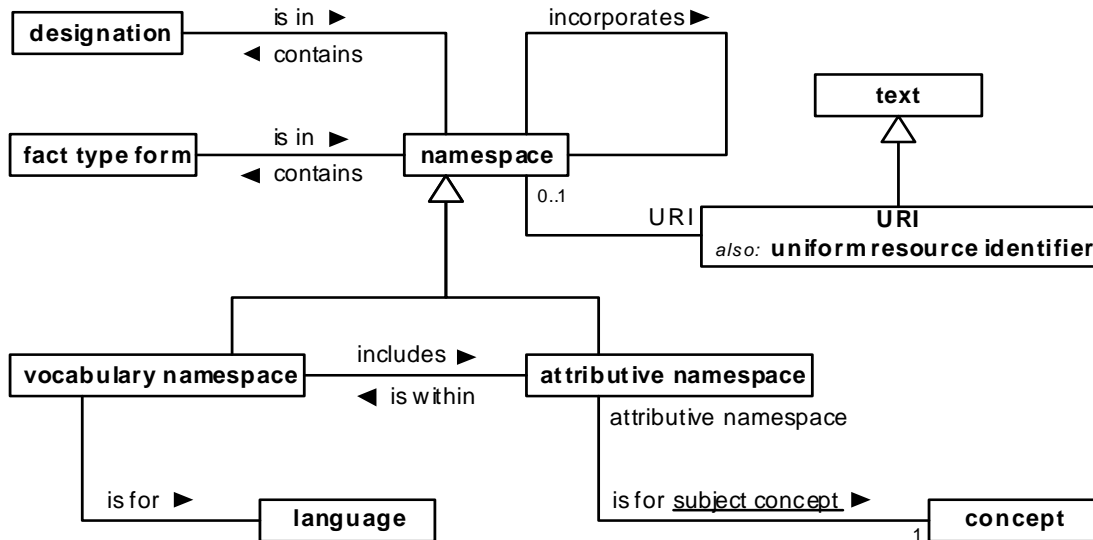 is in ►
incorporates ►
designation
◄ contains
text
is in ►
fact type form
namespace
◄ contains
0..1
URI
URI
also: uniform resource identifier
includes ►
vocabulary namespace
attributive namespace
◄ is within
attributive namespace
is for ►
is for subject concept ►
language
concept
1